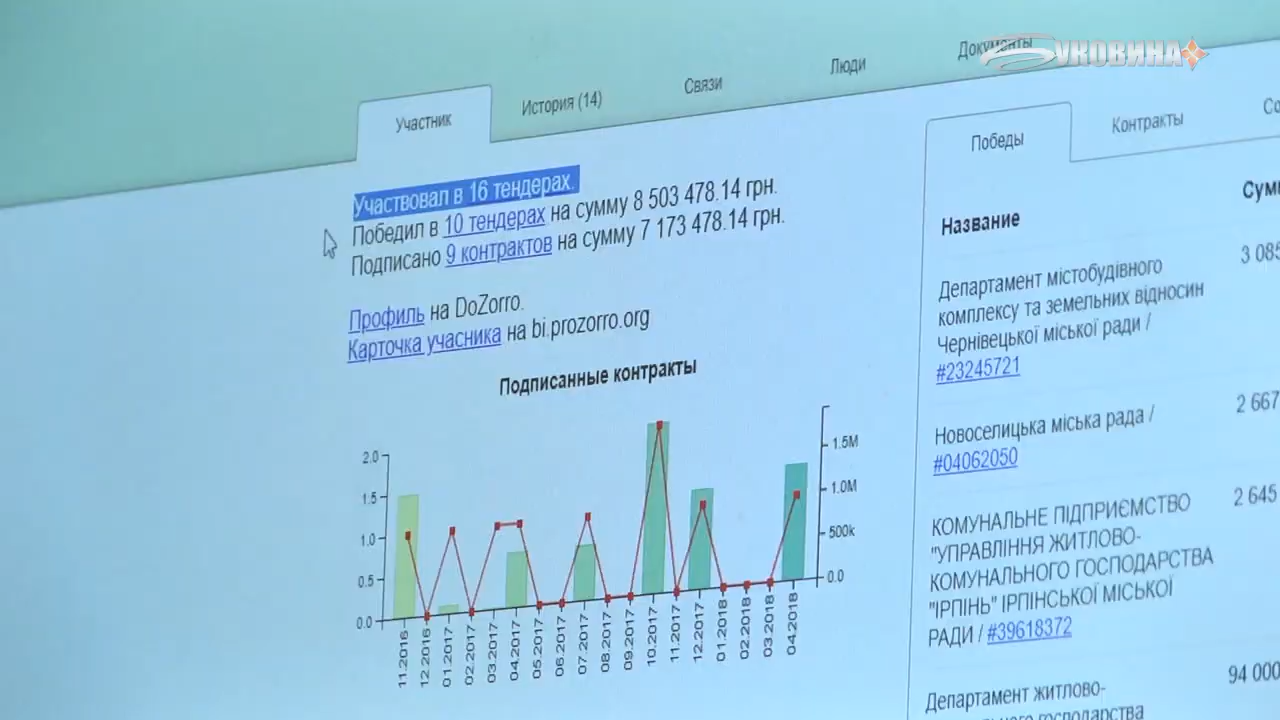 БУКОВИНА
Участник
История (14)
Связи
Люди
Документы
Участвовал в 16 тендерах.
Победил в 10 тендерах на сумму 8 503 478.14 грн.
Подписано 9 контрактов на сумму 7 173 478.14 грн.
Профиль на DoZorro.
Карточка учасника на bi.prozorro.org
Подписанные контракты
2.0
1.5
1.0
0.5
0.0
1.5M
1.0M
500k
0.0
11.2016
12.2016
01.2017
02.2017
03.2017
04.2017
05.2017
06.2017
07.2017
08.2017
09.2017
10.2017
11.2017
12.2017
01.2018
02.2018
03.2018
04.2018
Победы
Контракты
Название
Департамент містобудівного
комплексу та земельних відносин
Чернівецької міської ради /
#23245721
3 085
Новоселицька міська рада /
#04062050
2 667
КОМУНАЛЬНЕ ПІДПРИЄМСТВО
"УПРАВЛІННЯ ЖИТЛОВО-
КОМУНАЛЬНОГО ГОСПОДАРСТВА
"ІРПІНЬ" ІРПІНСЬКОЇ МІСЬКОЇ
РАДИ / #39618372
2 645
Департамент житлово-
94 000